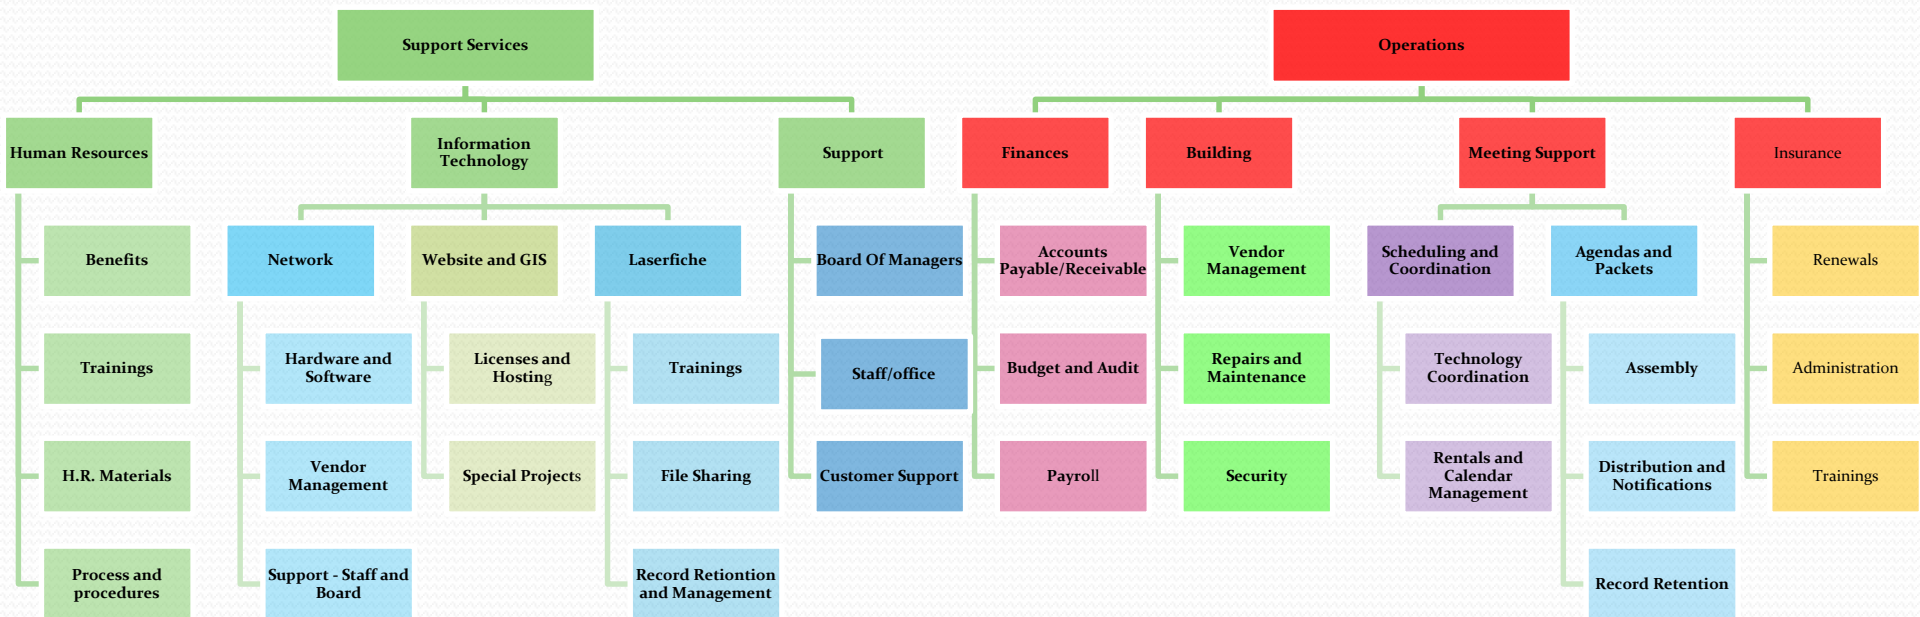 Support Services
Operations
Human Resources
Information
Technology
Support
Finances
Building
Meeting Support
Insurance
Benefits
Network
Website and GIS
Laserfiche
Board Of Managers
Accounts
Payable/Receivable
Vendor
Management
Scheduling and
Coordination
Agendas and
Packets
Renewals
Trainings
Hardware and
Software
Licenses and
Hosting
Trainings
Staff/office
Budget and Audit
Repairs and
Maintenance
Technology
Coordination
Assembly
Administration
H.R. Materials
Vendor
Management
Special Projects
File Sharing
Customer Support
Payroll
Security
Rentals and
Calendar
Management
Distribution and
Notifications
Trainings
Process and
procedures
Support - Staff and
Board
Record Retiontion
and Management
Record Retention